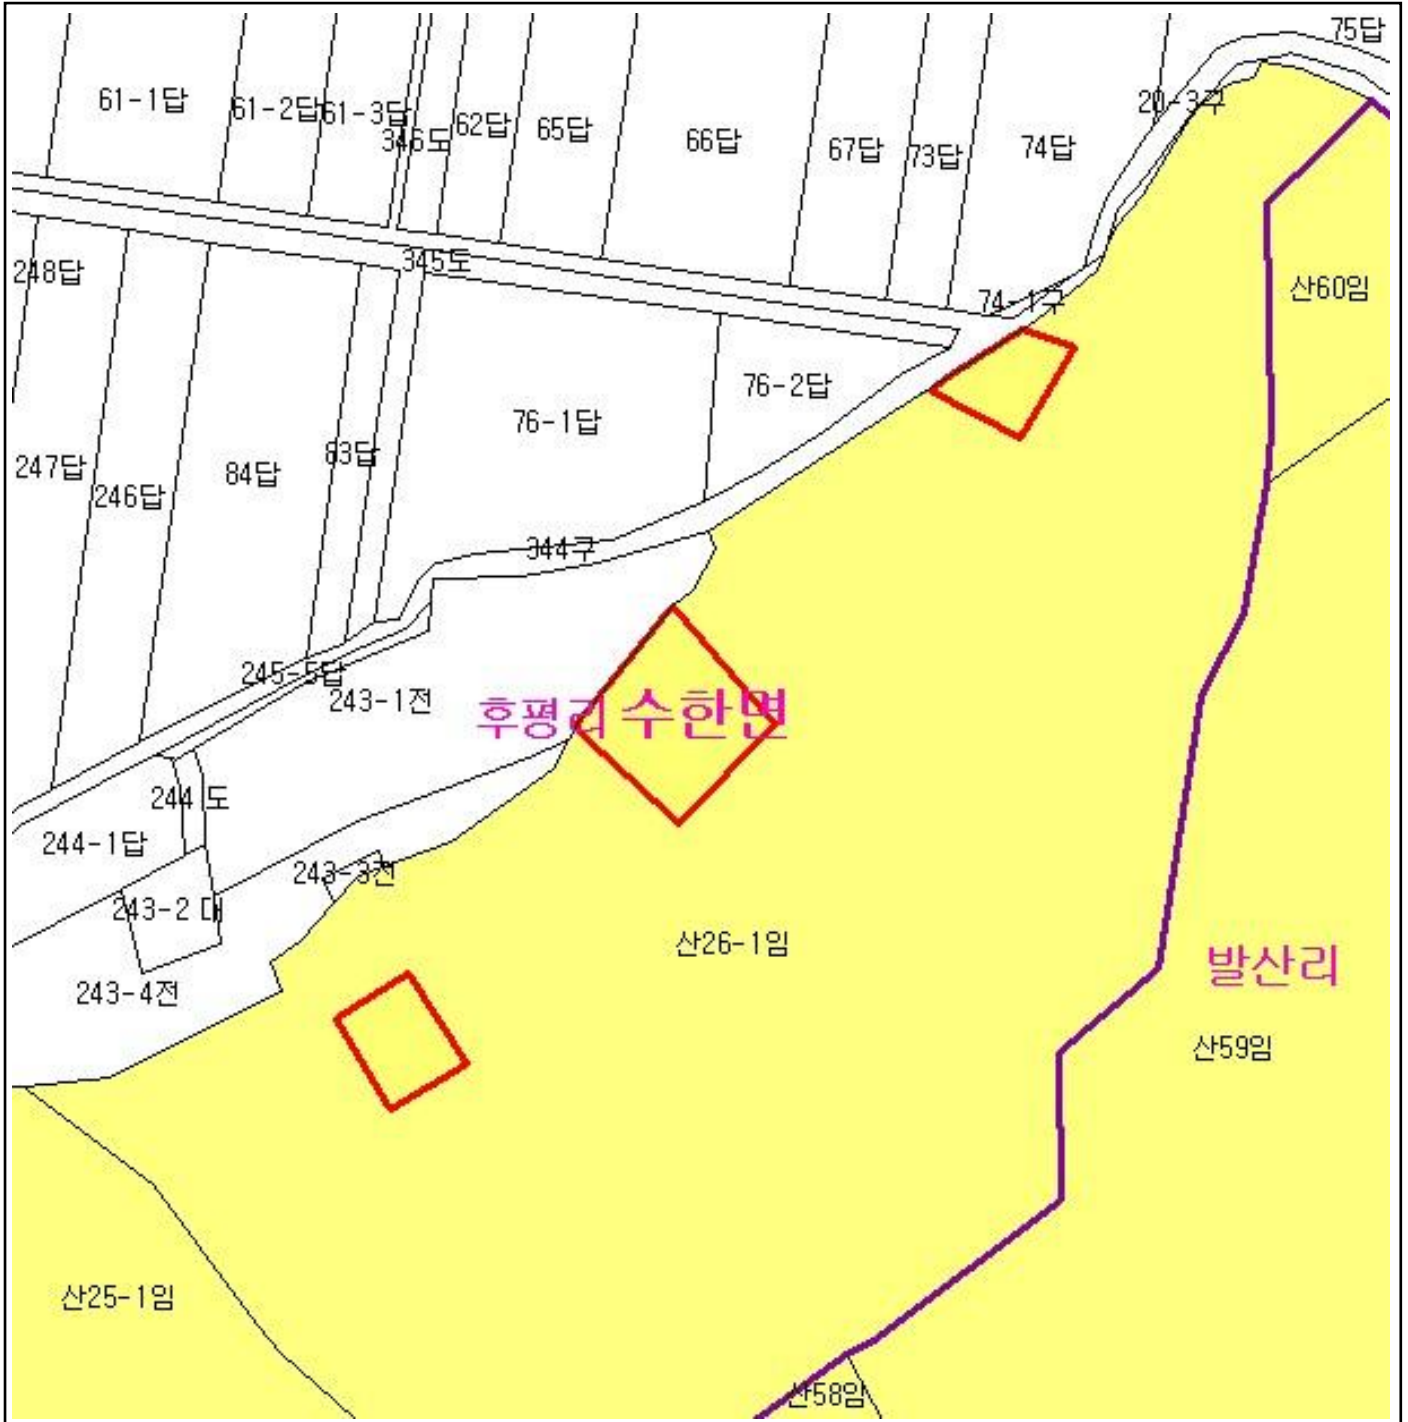 75답
61-1답
61-2답
61-3답
346도
62답
65답
66답
67답
73답
74답
20-3구
248답
345도
74-1구
산60임
247답
246답
84답
83답
76-1답
76-2답
344구
245-5답
243-1전
후평리
수한면
244 도
244-1답
243-3전
243-2 대
243-4전
산26-1임
발산리
산59임
산25-1임
산58임